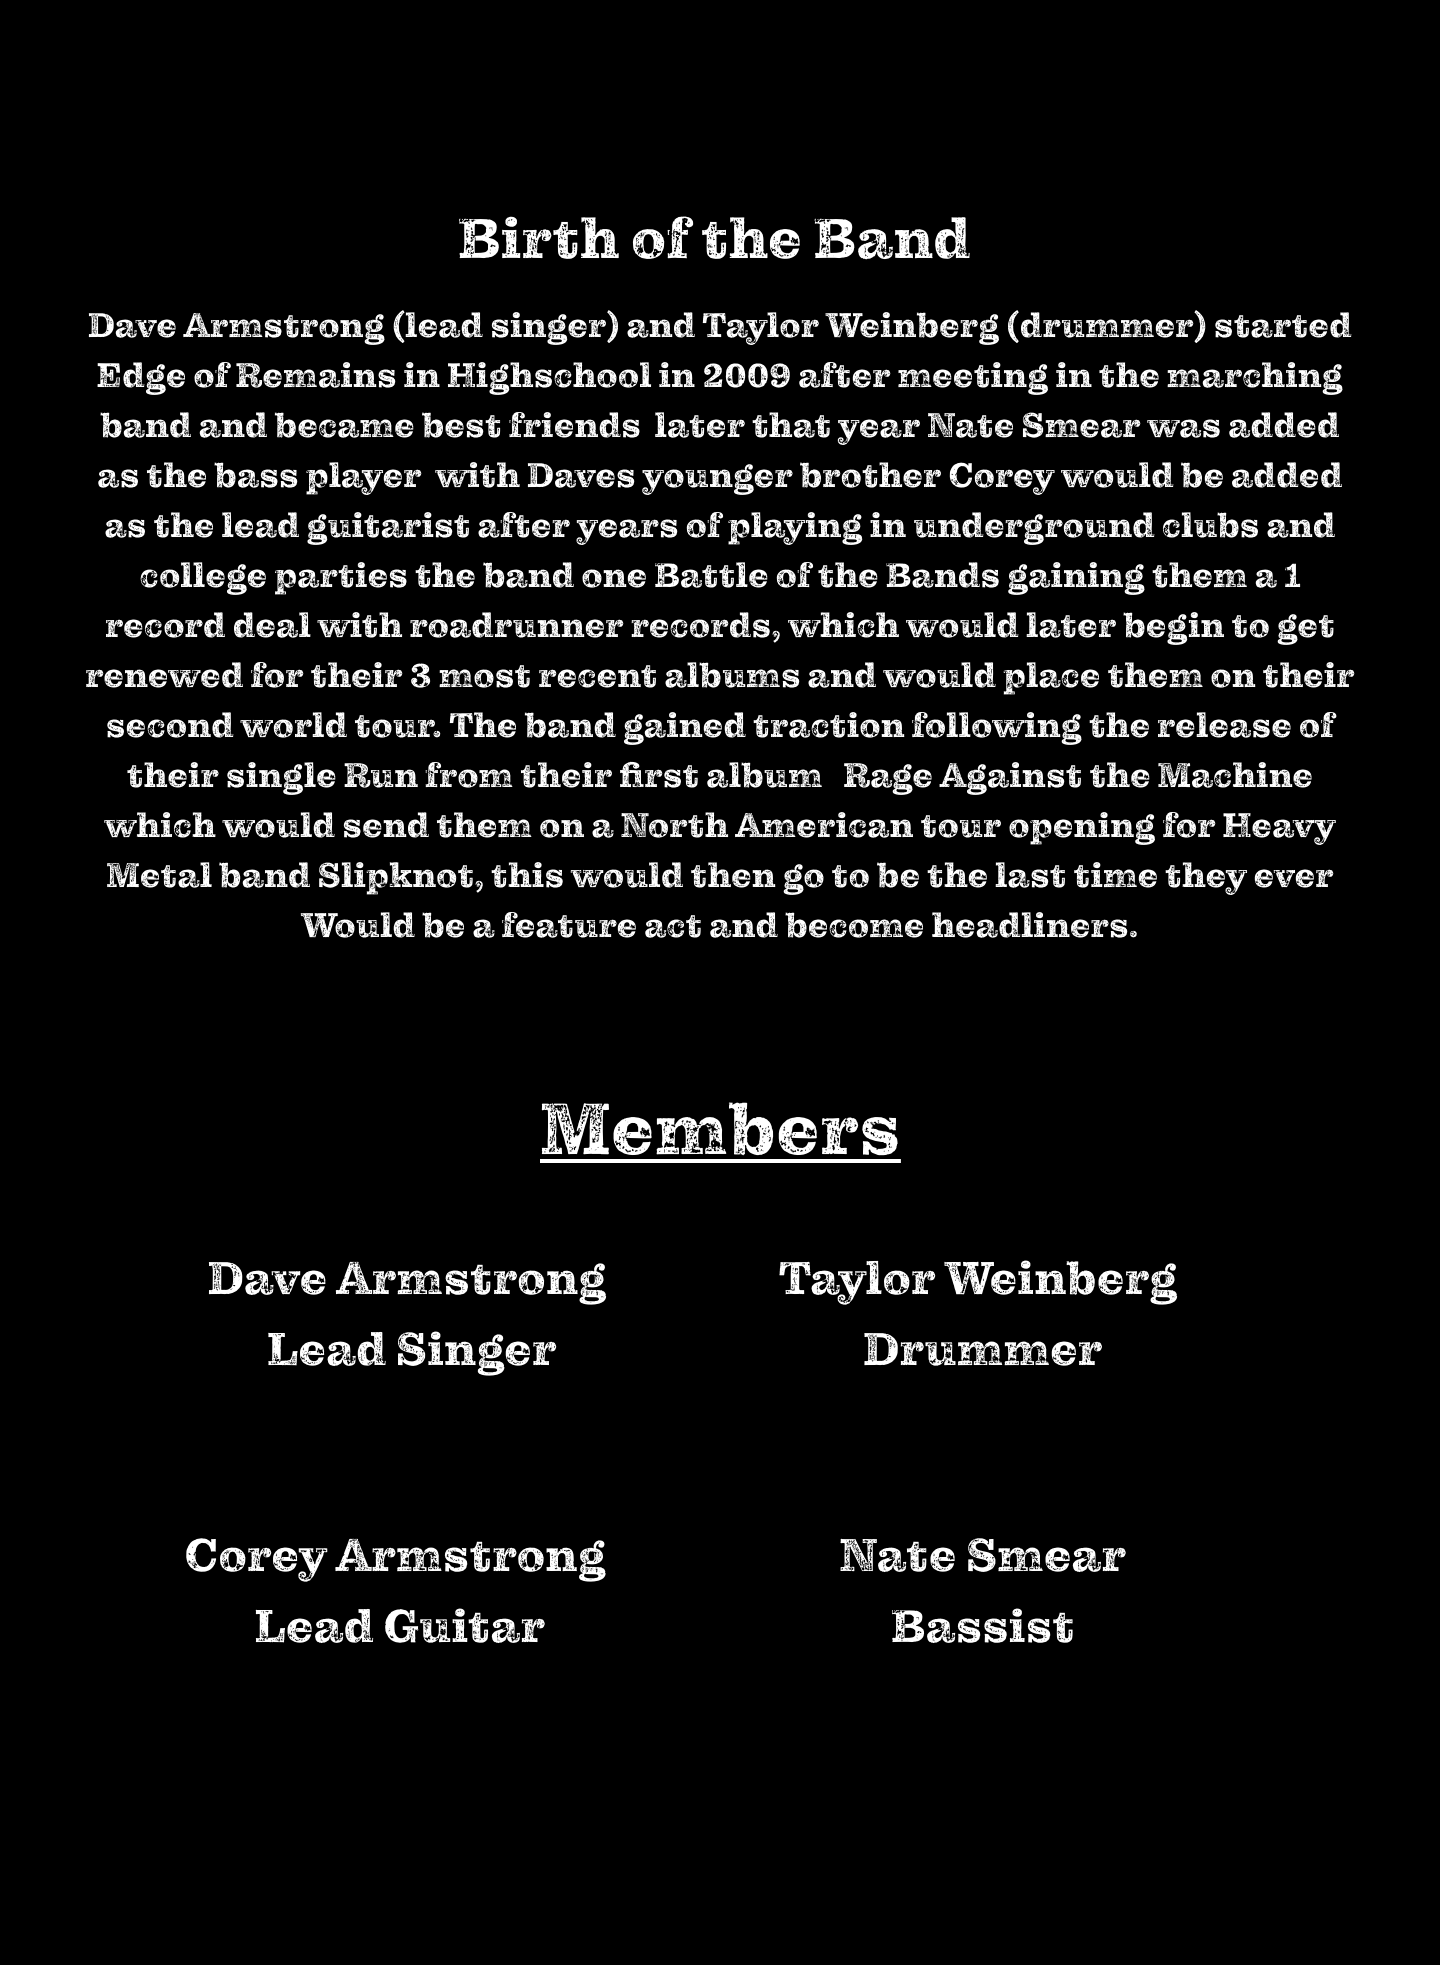 Birth of the Band
Dave Armstrong (lead singer) and Taylor Weinberg (drummer) started
Edge of Remains in Highschool in 2009 after meeting in the marching
band and became best friends later that year Nate Smear was added
as the bass player with Daves younger brother Corey would be added
as the lead guitarist after years of playing in underground clubs and
college parties the band one Battle of the Bands gaining them a 1
record deal with roadrunner records, which would later begin to get
renewed for their 3 most recent albums and would place them on their
second world tour. The band gained traction following the release of
their single Run from their first album Rage Against the Machine
which would send them on a North American tour opening for Heavy
Metal band Slipknot, this would then go to be the last time they ever
Would be a feature act and become headliners.
Members
Dave Armstrong
Lead Singer
Taylor Weinberg
Drummer
Corey Armstrong
Lead Guitar
Nate Smear
Bassist